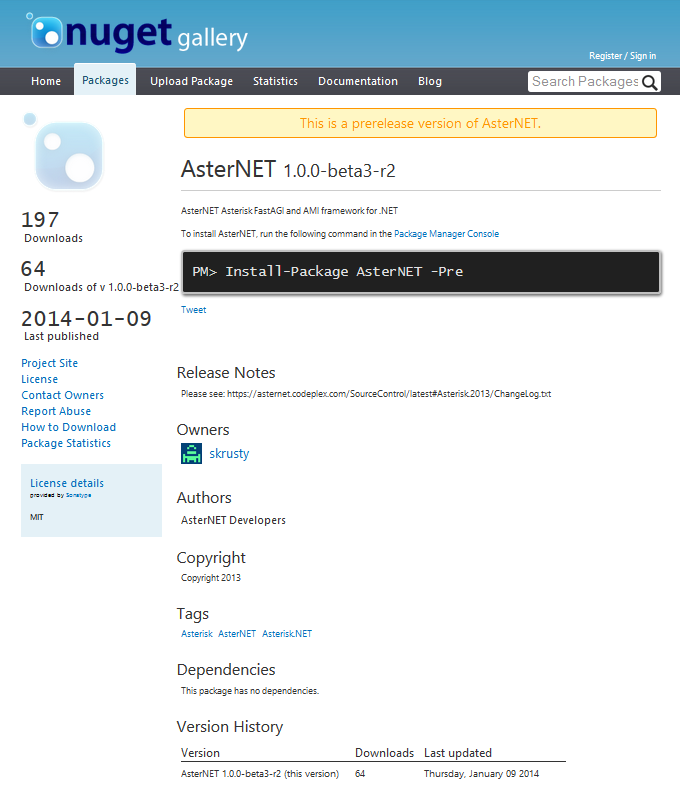 nuget gallery
Register / Sign in
Home Packages Upload Package Statistics Documentation Blog Search Packages
This is a prerelease version of AsterNET.
AsterNET 1.0.0-beta3-r2
197
Downloads
64
Downloads of v 1.0.0-beta3-r2
2014-01-09
Last published
Project Site
License
Contact Owners
Report Abuse
How to Download
Package Statistics
License details
provided by Sonatype
MIT
AsterNET Asterisk FastAGI and AMI framework for .NET
To install AsterNET, run the following command in the Package Manager Console
PM> Install-Package AsterNET -Pre
Tweet
Release Notes
Please see: https://asternet.codeplex.com/SourceControl/latest#Asterisk.2013/ChangeLog.txt
Owners
skrusty
Authors
AsterNET Developers
Copyright
Copyright 2013
Tags
Asterisk AsterNET Asterisk.NET
Dependencies
This package has no dependencies.
Version History
Version Downloads Last updated
AsterNET 1.0.0-beta3-r2 (this version) 64 Thursday, January 09 2014